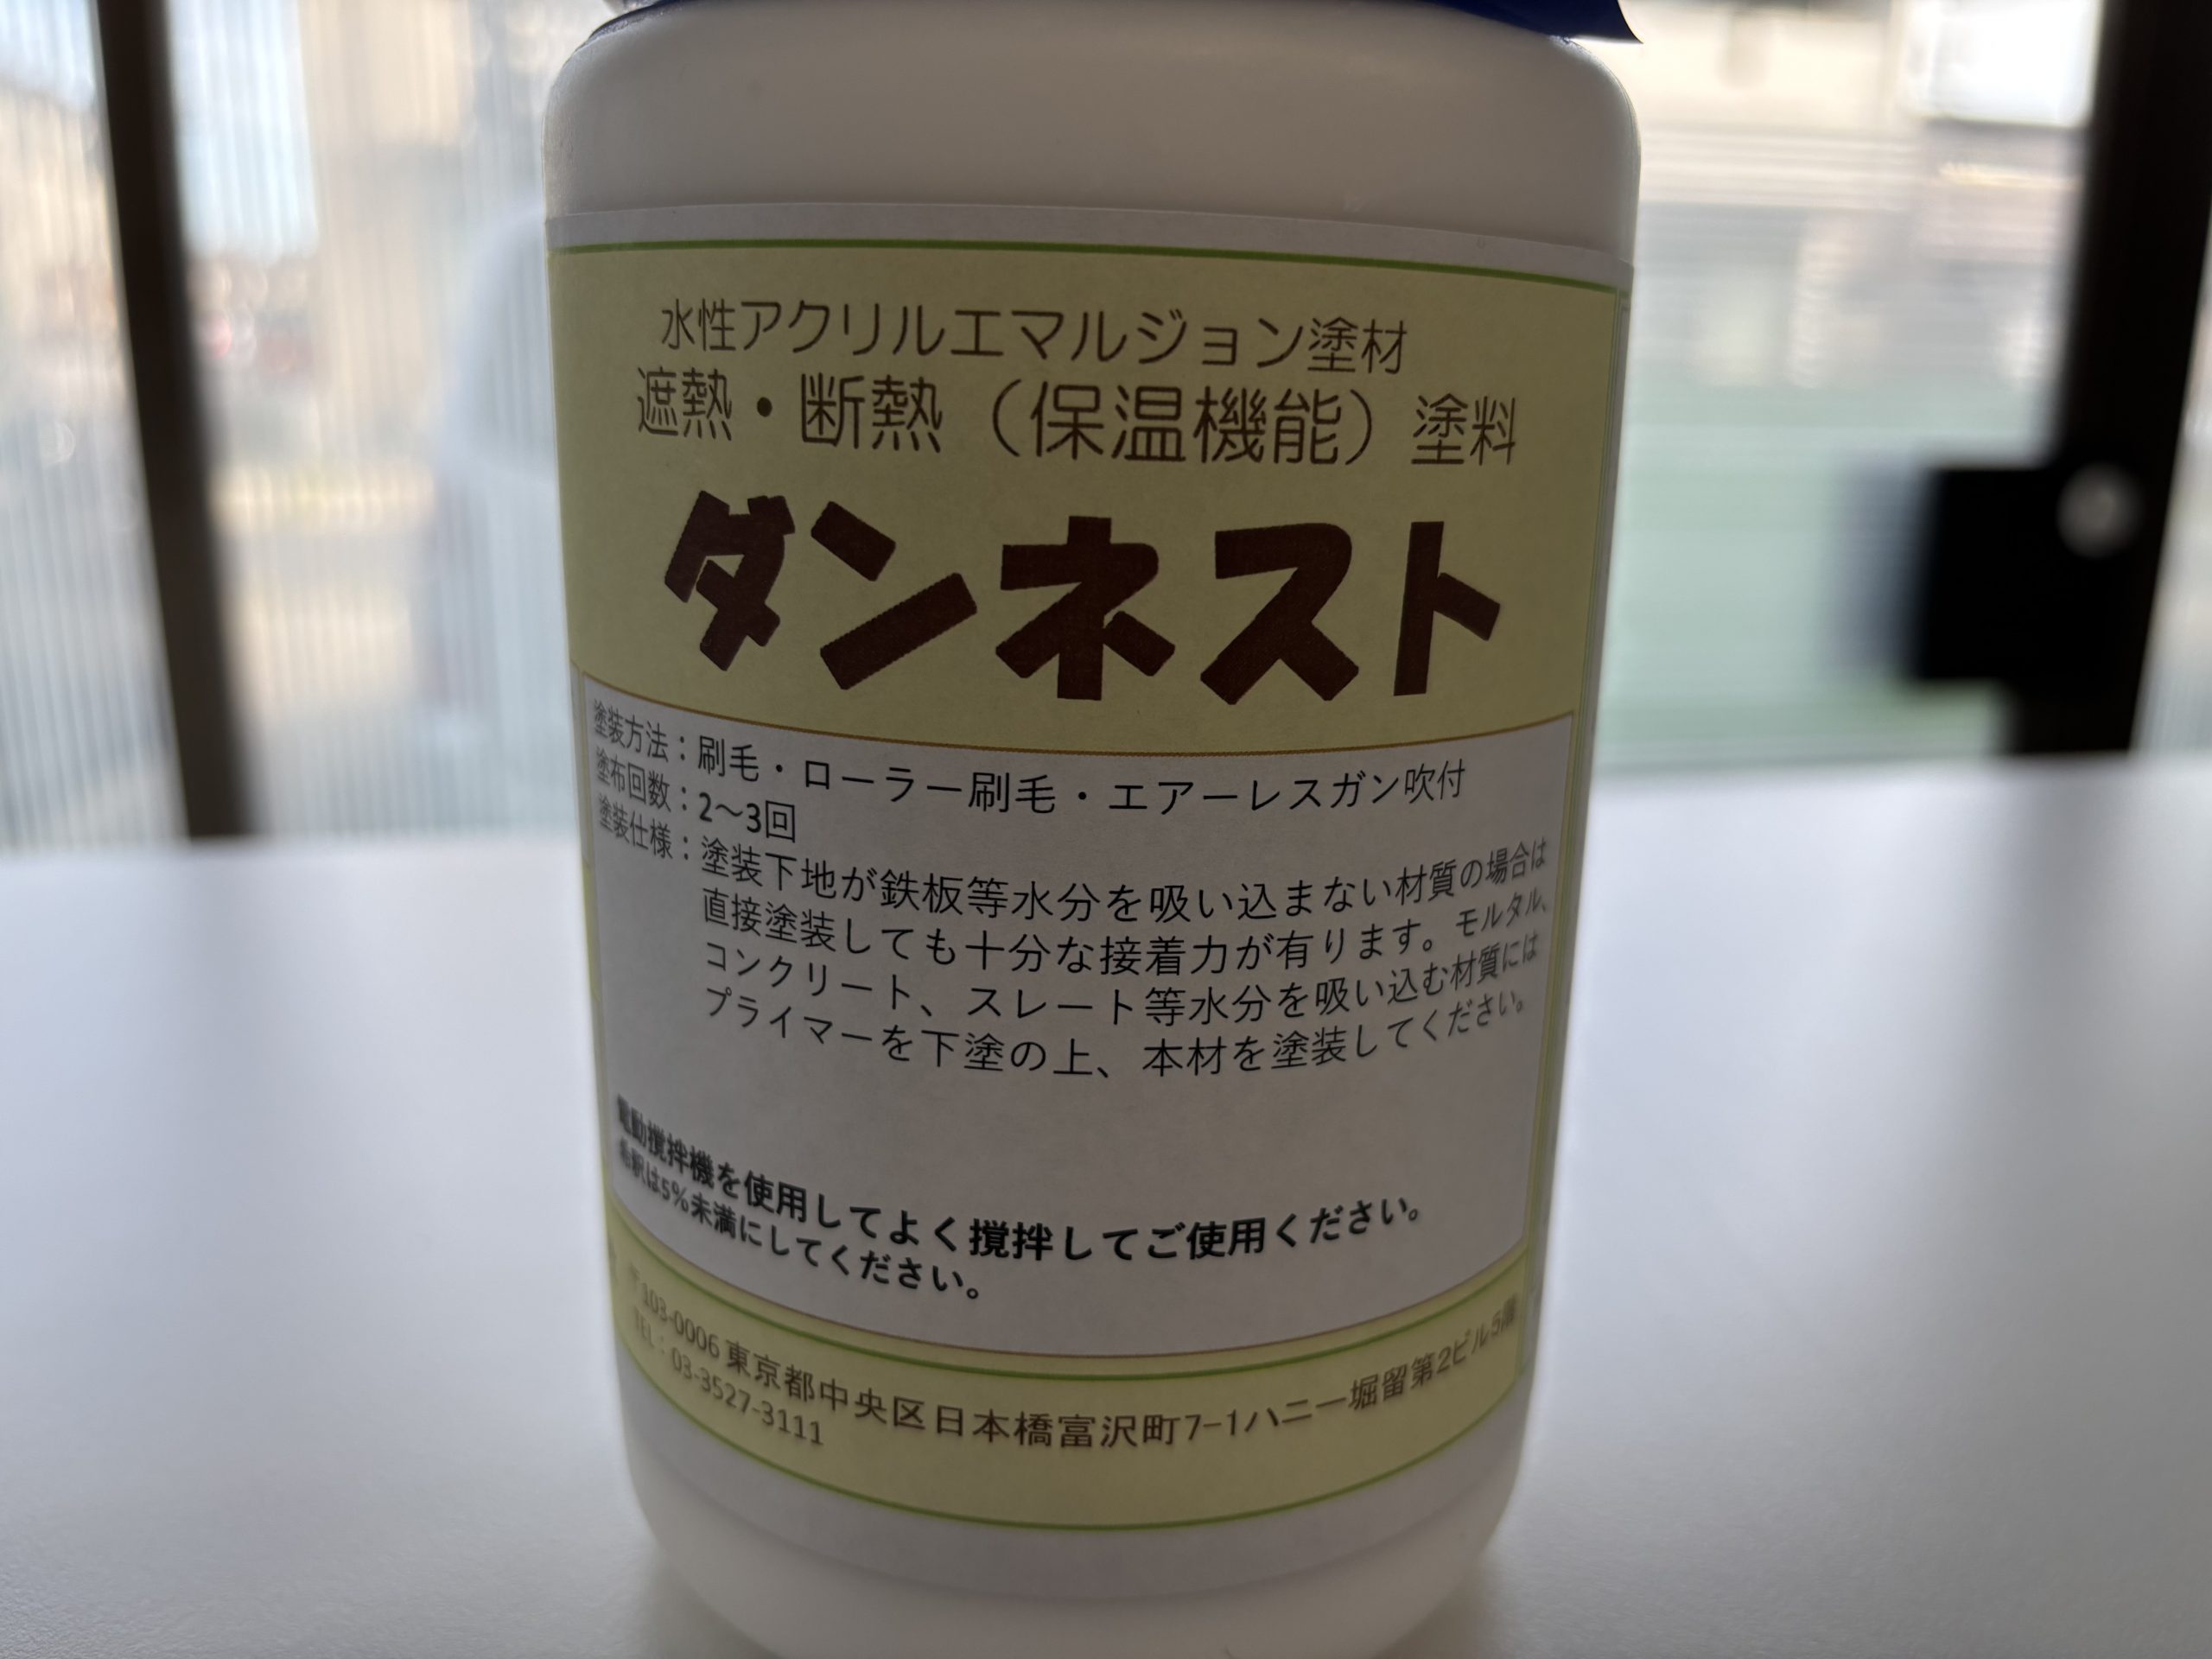 水性アクリルエマルジョン塗材
遮熱・断熱（保温機能）塗料
ダンネスト
塗装方法：刷毛・ローラー刷毛・エアーレスガン吹付
塗布回数：2～3回
塗装仕様：塗装下地が鉄板等水分を吸い込まない材質の場合は
直接塗装しても十分な接着力が有ります。モルタル、
コンクリート、スレート等水分を吸い込む材質には
プライマーを下塗の上、本材を塗装してください。
電動攪拌機を使用してよく攪拌してご使用ください。
希釈は5%未満にしてください。
〒103-0006 東京都中央区日本橋富沢町7-1ハニー堀留第2ビル5階
TEL：03-3527-3111